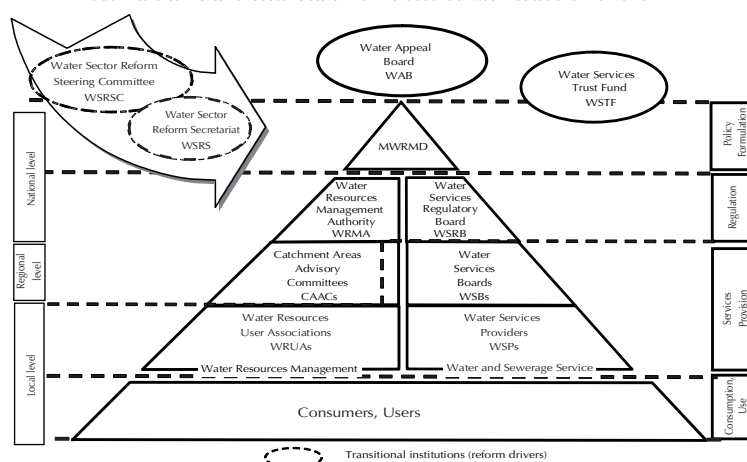 Water Sector Reform
Steering Committee
WSRSC
Water Sector
Reform Secretariat
WSRS
Water Appeal
Board
WAB
Water Services
Trust Fund
WSTF
MWRMD
Policy
Formulation
National level
Water
Resources
Management
Authority
WRMA
Water
Services
Regulatory
Board
WSRB
Regulation
Regional
level
Catchment Areas
Advisory
Committees
CAACs
Water
Services
Boards
WSBs
Services
Provision
Local level
Water Resources
User Associations
WRUAs
Water Services
Providers
WSPs
Water Resources Management
Water and Sewerage Service
Consumers, Users
Consumption,
Use
Transitional institutions (reform drivers)